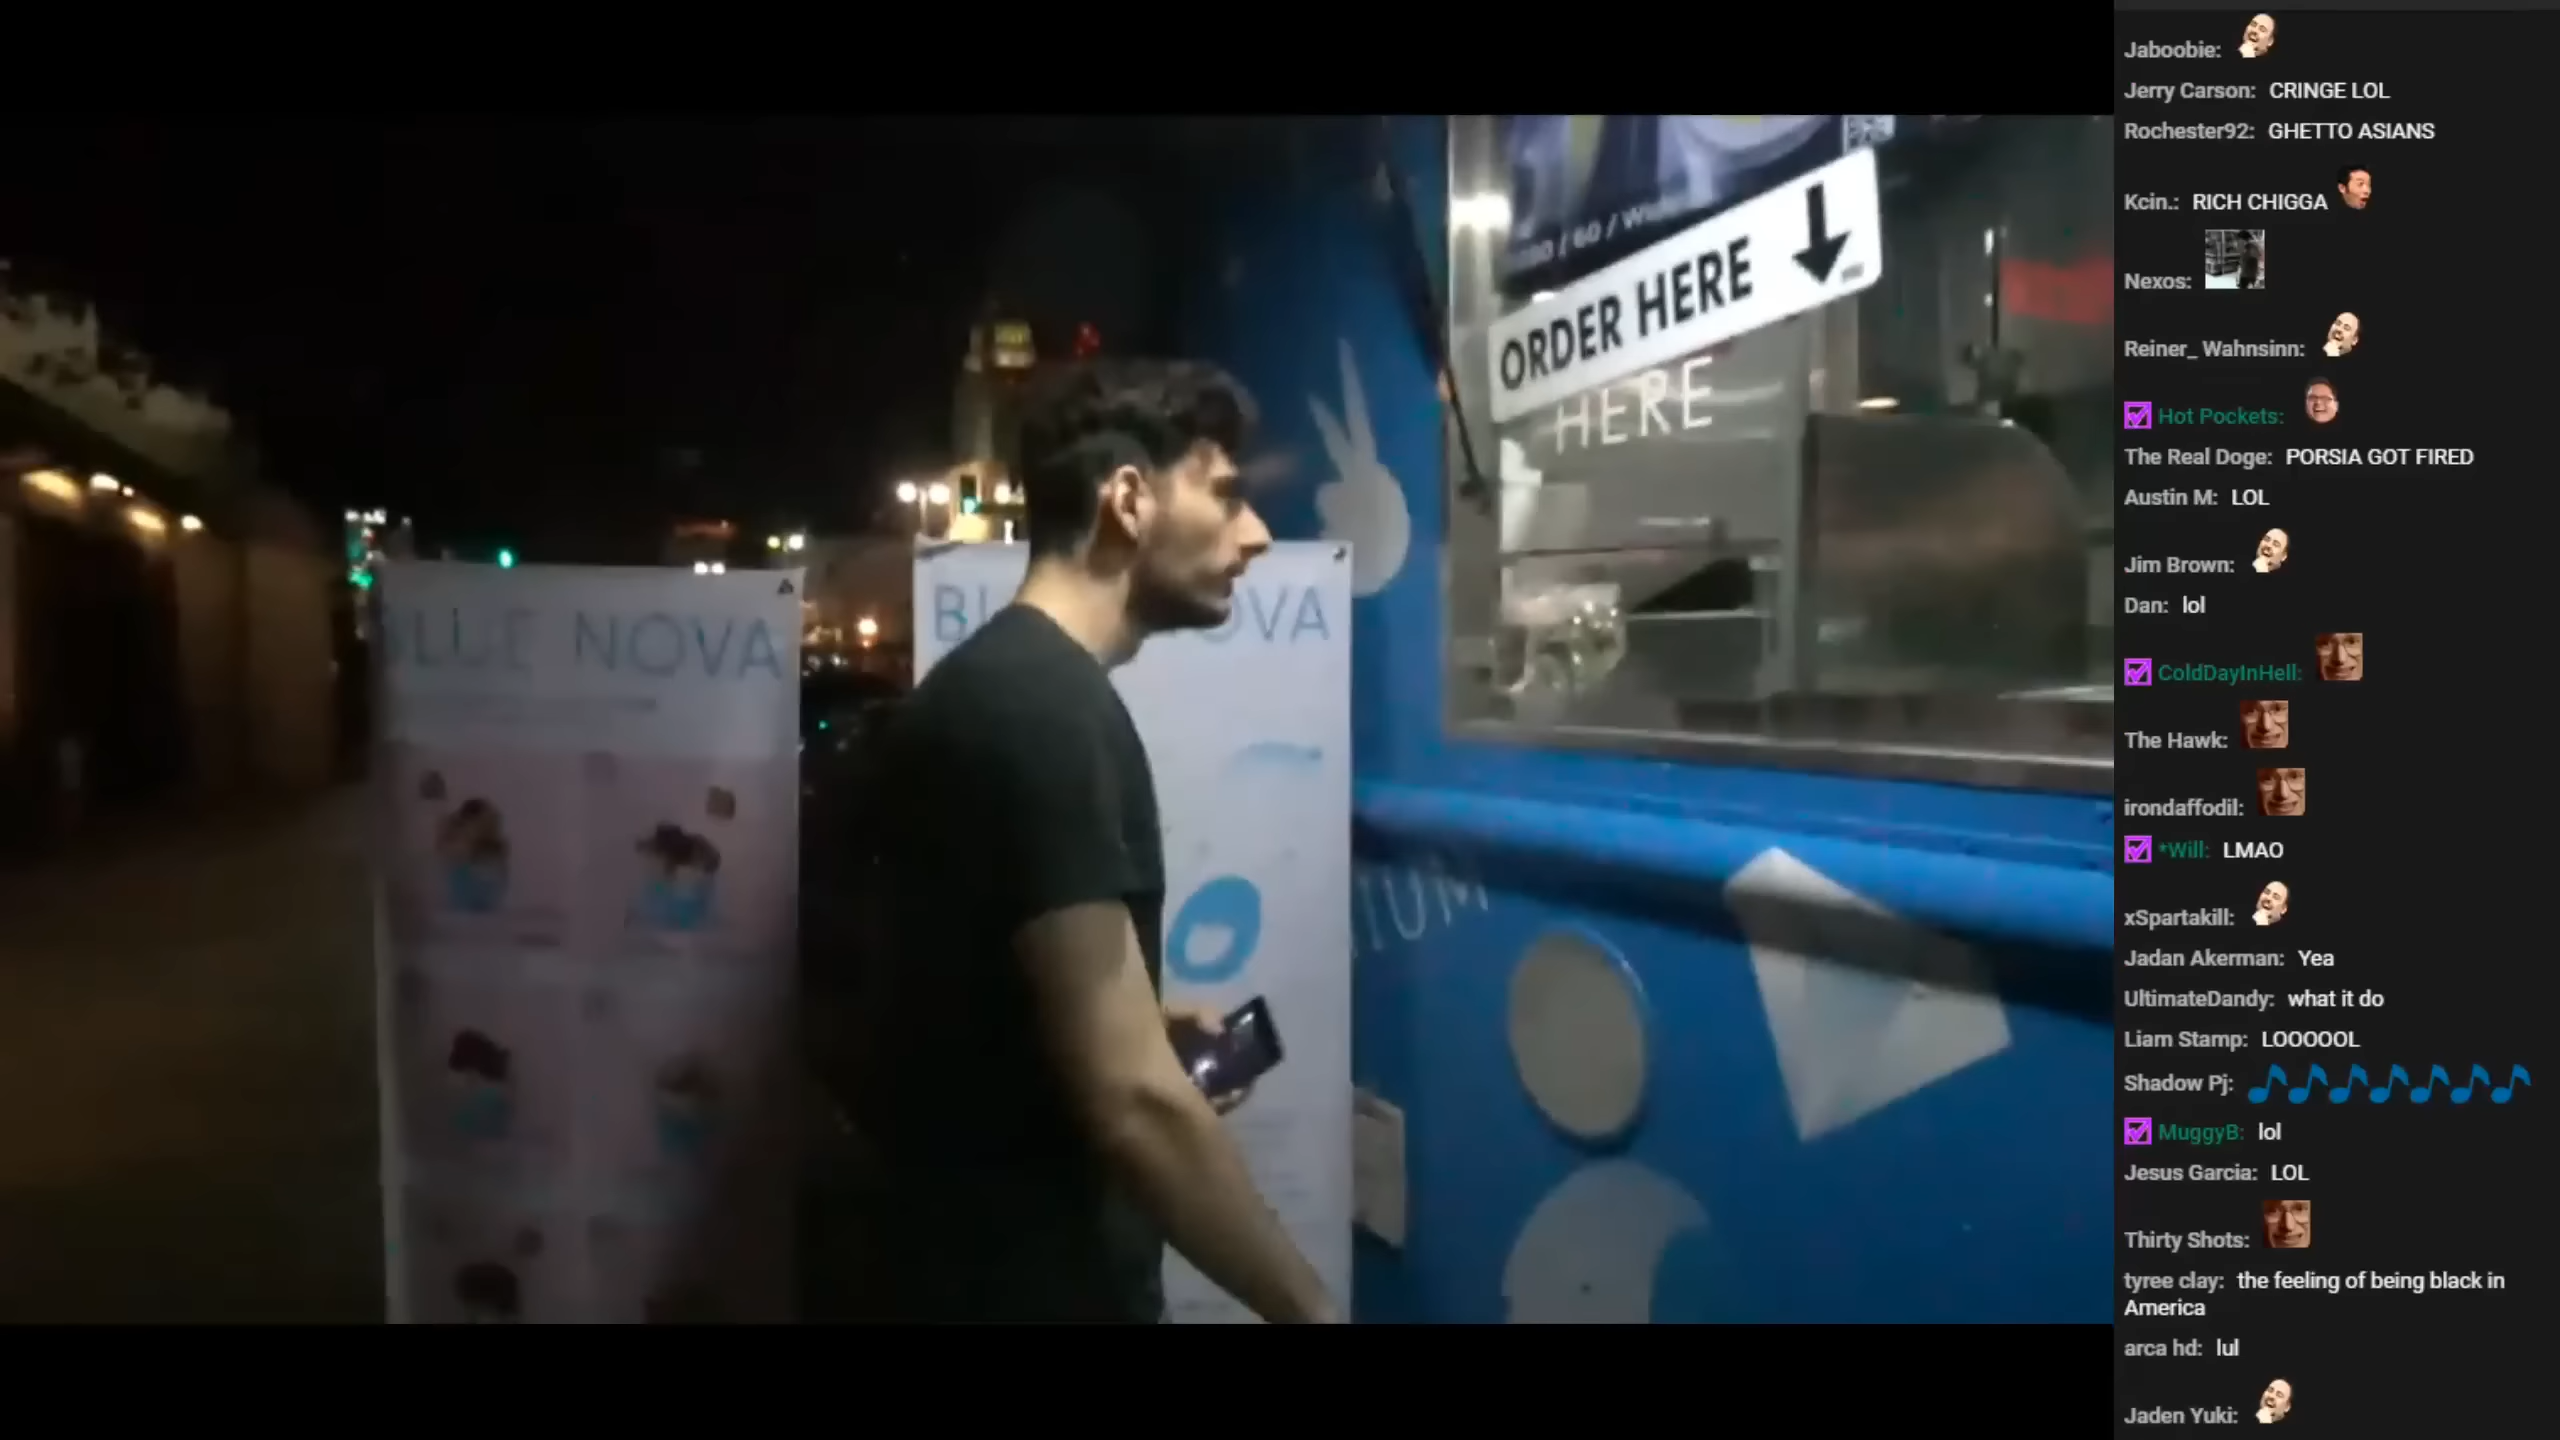 ORDER HERE
HERE
BLUE NOVA
Jaboobie:
Jerry Carson: CRINGE LOL
Rochester92: GHETTO ASIANS
Kcin.: RICH CHIGGA
Nexos:
Reiner_ Wahnsinn:
Hot Pockets:
The Real Doge: PORSIA GOT FIRED
Austin M: LOL
Jim Brown:
Dan: lol
ColdDayInHell:
The Hawk:
irondaffodil:
*Will: LMAO
xSpartakill:
Jadan Akerman: Yea
UltimateDandy: what it do
Liam Stamp: LOOOOOL
Shadow Pj: 🎵🎵🎵🎵🎵🎵🎵
MuggyB: lol
Jesus Garcia: LOL
Thirty Shots:
tyree clay: the feeling of being black in
America
arca hd: lul
Jaden Yuki: